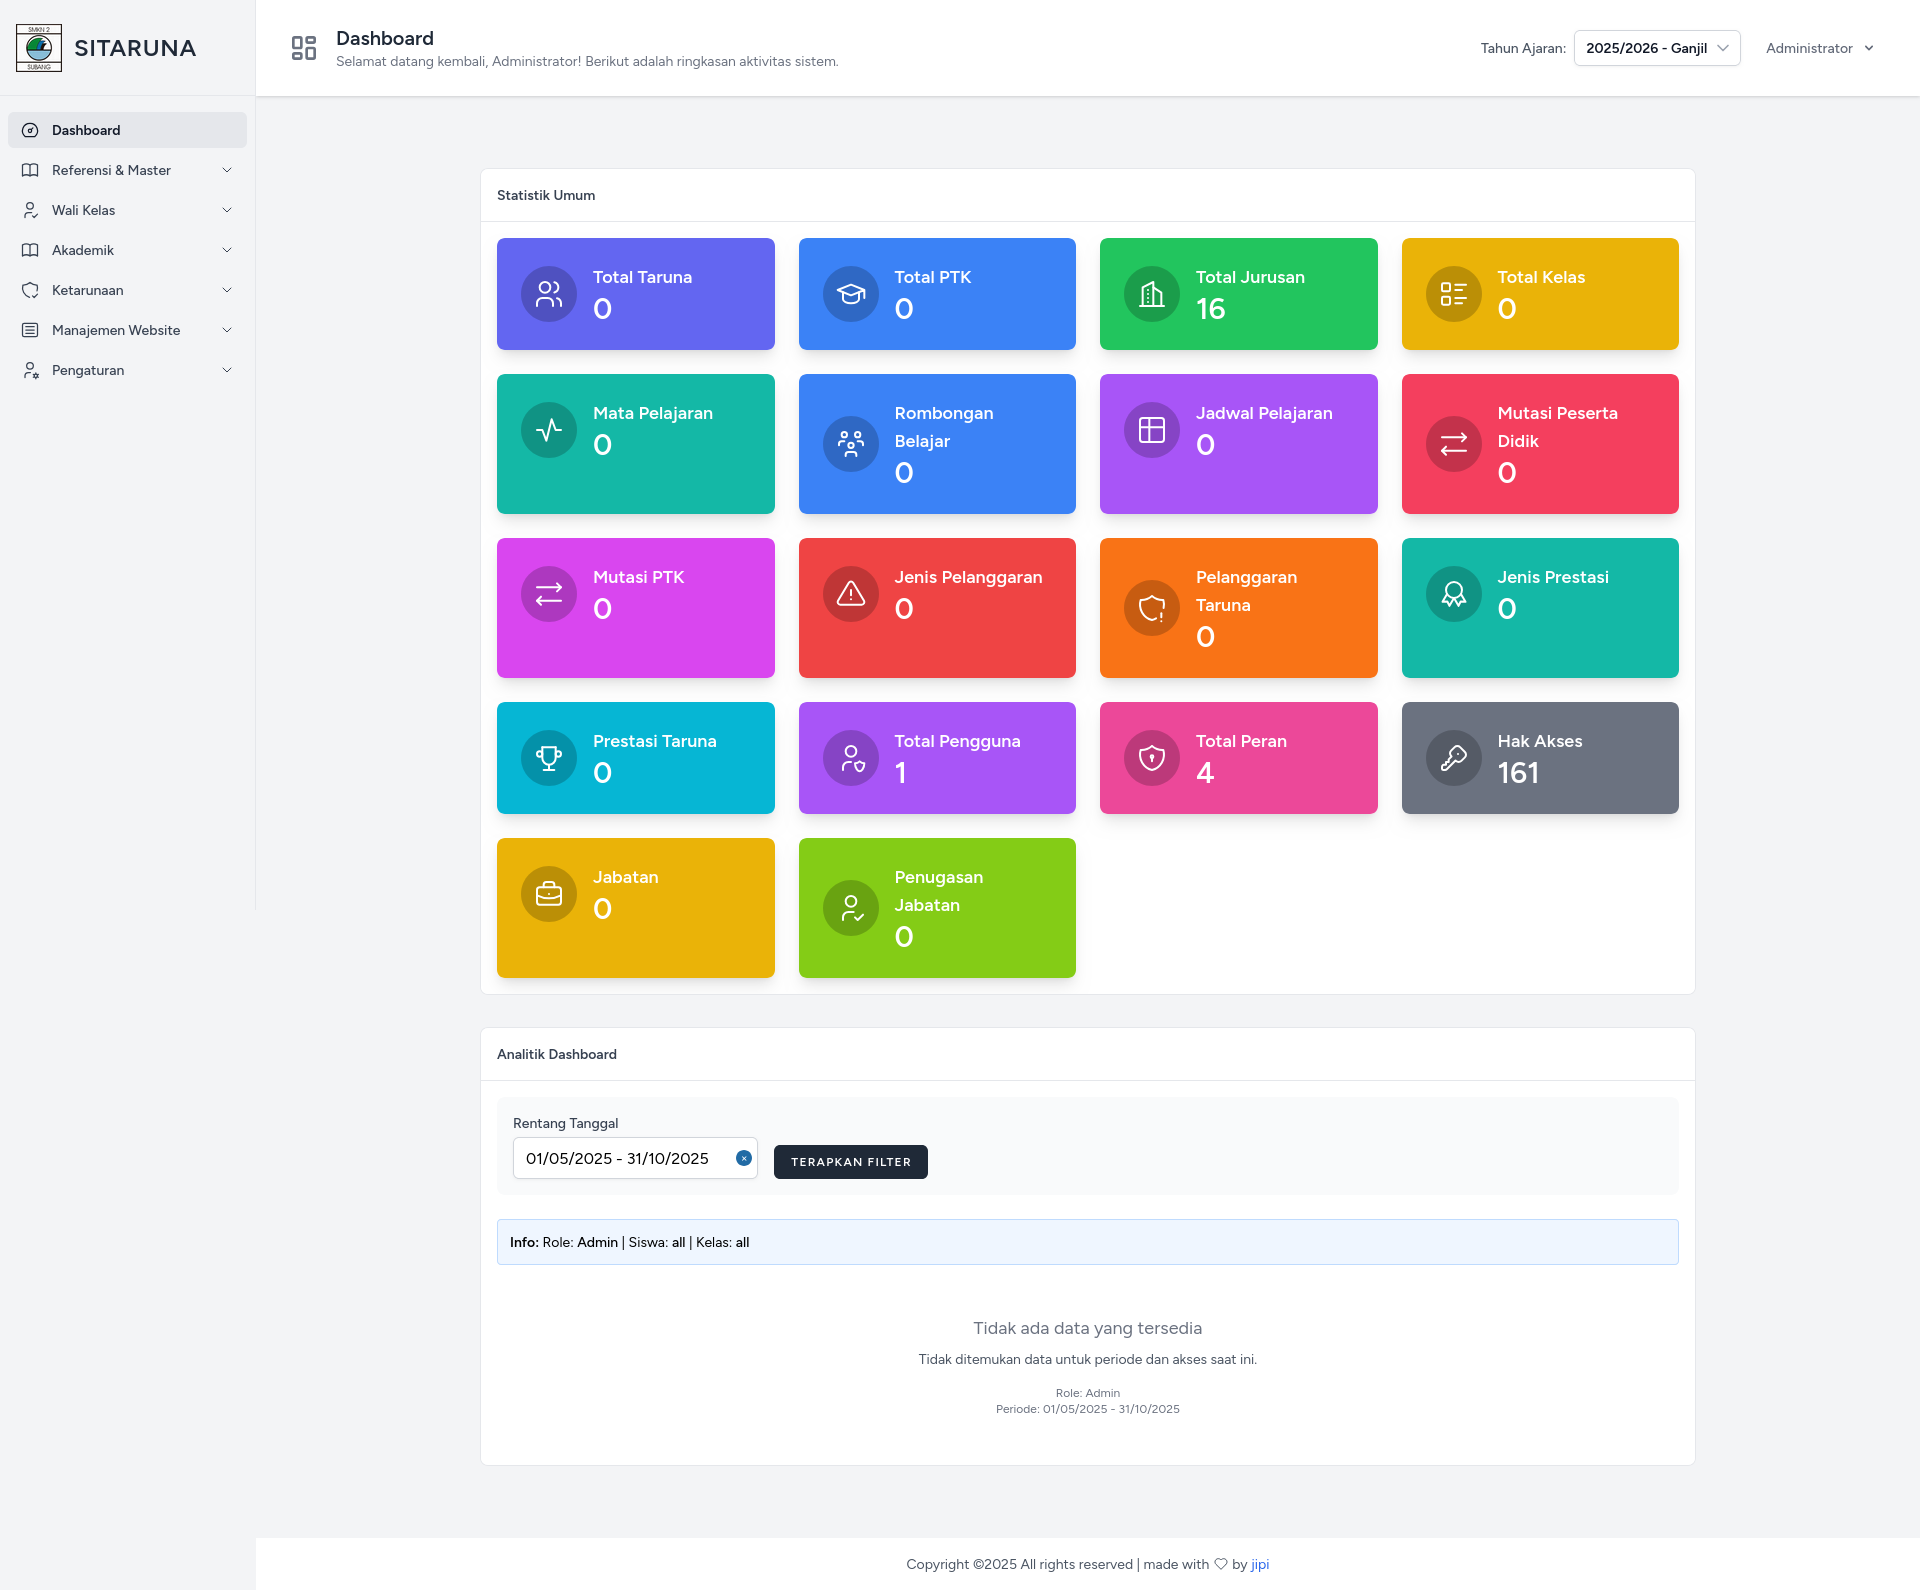 SMKN 2
SUBANG
SITARUNA
Dashboard
Selamat datang kembali, Administrator! Berikut adalah ringkasan aktivitas sistem.
Tahun Ajaran: 2025/2026 - Ganjil
Administrator
Dashboard
Referensi & Master
Wali Kelas
Akademik
Ketarunaan
Manajemen Website
Pengaturan
Statistik Umum
Total Taruna
0
Total PTK
0
Total Jurusan
16
Total Kelas
0
Mata Pelajaran
0
Rombongan
Belajar
0
Jadwal Pelajaran
0
Mutasi Peserta
Didik
0
Mutasi PTK
0
Jenis Pelanggaran
0
Pelanggaran
Taruna
0
Jenis Prestasi
0
Prestasi Taruna
0
Total Pengguna
1
Total Peran
4
Hak Akses
161
Jabatan
0
Penugasan
Jabatan
0
Analitik Dashboard
Rentang Tanggal
01/05/2025 - 31/10/2025
TERAPKAN FILTER
Info: Role: Admin | Siswa: all | Kelas: all
Tidak ada data yang tersedia
Tidak ditemukan data untuk periode dan akses saat ini.
Role: Admin
Periode: 01/05/2025 - 31/10/2025
Copyright ©2025 All rights reserved | made with ♡ by jipi